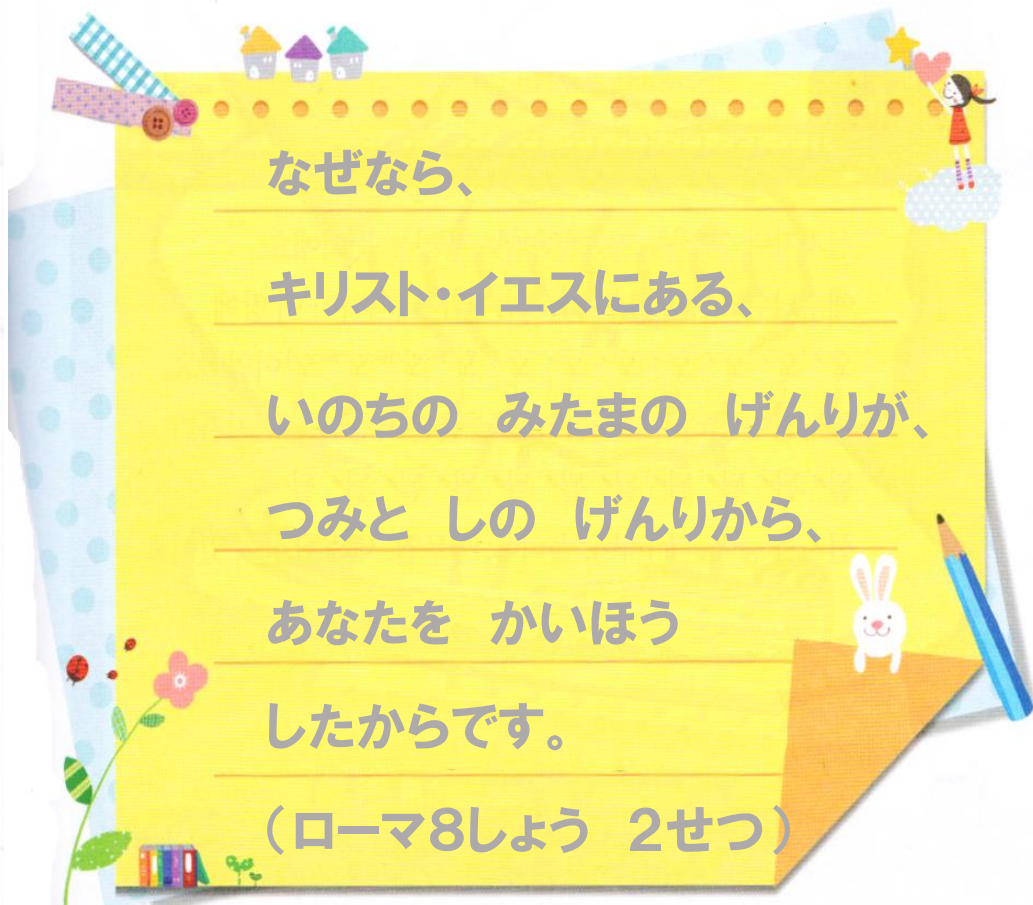 なぜなら、
キリスト・イエスにある、
いのちの　みたまの　げんりが、
つみと　しの　げんりから、
あなたを　かいほう
したからです。
（ローマ８しょう　２せつ）